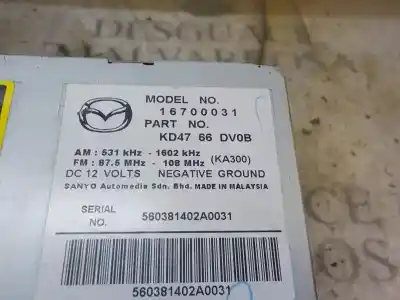 MODEL NO.
16700031
PART NO.
KD47 66 DV0B
AM : 531 kHz - 1602 kHz
FM : 87.5 MHz - 108 MHz (KA300)
DC 12 VOLTS NEGATIVE GROUND
SANYO Automedia Sdn. Bhd. MADE IN MALAYSIA
SERIAL NO. 560381402A0031
560381402A0031